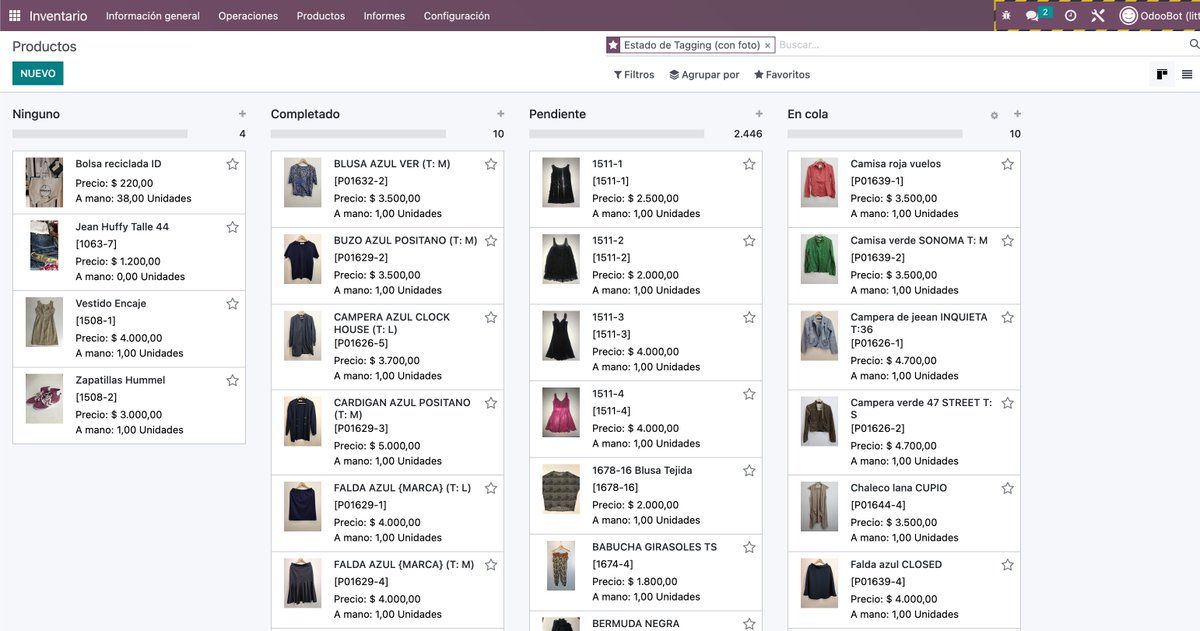 Inventario Información general Operaciones Productos Informes Configuración 2 OdooBot (litt
Productos
Estado de Tagging (con foto) × Buscar...
NUEVO
Filtros Agrupar por Favoritos
Ninguno +
4
Bolsa reciclada ID
Precio: $ 220,00
A mano: 38,00 Unidades
Jean Huffy Talle 44
[1063-7]
Precio: $ 1.200,00
A mano: 0,00 Unidades
Vestido Encaje
[1508-1]
Precio: $ 4.000,00
A mano: 1,00 Unidades
Zapatillas Hummel
[1508-2]
Precio: $ 3.000,00
A mano: 1,00 Unidades
Completado +
10
BLUSA AZUL VER (T: M)
[P01632-2]
Precio: $ 3.500,00
A mano: 1,00 Unidades
BUZO AZUL POSITANO (T: M)
[P01629-2]
Precio: $ 3.500,00
A mano: 1,00 Unidades
CAMPERA AZUL CLOCK
HOUSE (T: L)
[P01626-5]
Precio: $ 3.700,00
A mano: 1,00 Unidades
CARDIGAN AZUL POSITANO
(T: M)
[P01629-3]
Precio: $ 5.000,00
A mano: 1,00 Unidades
FALDA AZUL {MARCA} (T: L)
[P01629-1]
Precio: $ 4.000,00
A mano: 1,00 Unidades
FALDA AZUL {MARCA} (T: M)
[P01629-4]
Precio: $ 4.000,00
A mano: 1,00 Unidades
Pendiente +
2.446
1511-1
[1511-1]
Precio: $ 2.500,00
A mano: 1,00 Unidades
1511-2
[1511-2]
Precio: $ 2.000,00
A mano: 1,00 Unidades
1511-3
[1511-3]
Precio: $ 4.000,00
A mano: 1,00 Unidades
1511-4
[1511-4]
Precio: $ 4.000,00
A mano: 1,00 Unidades
1678-16 Blusa Tejida
[1678-16]
Precio: $ 2.000,00
A mano: 1,00 Unidades
BABUCHA GIRASOLES TS
[1674-4]
Precio: $ 1.800,00
A mano: 1,00 Unidades
BERMUDA NEGRA
En cola +
10
Camisa roja vuelos
[P01639-1]
Precio: $ 3.500,00
A mano: 1,00 Unidades
Camisa verde SONOMA T: M
[P01639-2]
Precio: $ 3.500,00
A mano: 1,00 Unidades
Campera de jeean INQUIETA
T:36
[P01626-1]
Precio: $ 4.700,00
A mano: 1,00 Unidades
Campera verde 47 STREET T:
S
[P01626-2]
Precio: $ 4.700,00
A mano: 1,00 Unidades
Chaleco lana CUPIO
[P01644-4]
Precio: $ 3.500,00
A mano: 1,00 Unidades
Falda azul CLOSED
[P01639-4]
Precio: $ 4.000,00
A mano: 1,00 Unidades